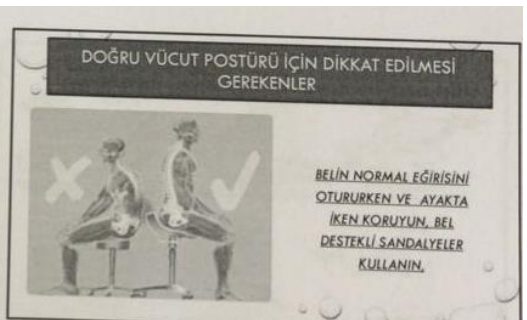 DOĞRU VÜCUT POSTÜRÜ İÇİN DİKKAT EDİLMESİ
GEREKENLER
BELİN NORMAL EĞİRİSİNİ
OTURURKEN VE AYAKTA
İKEN KORUYUN, BEL
DESTEKLİ SANDALYELER
KULLANIN.